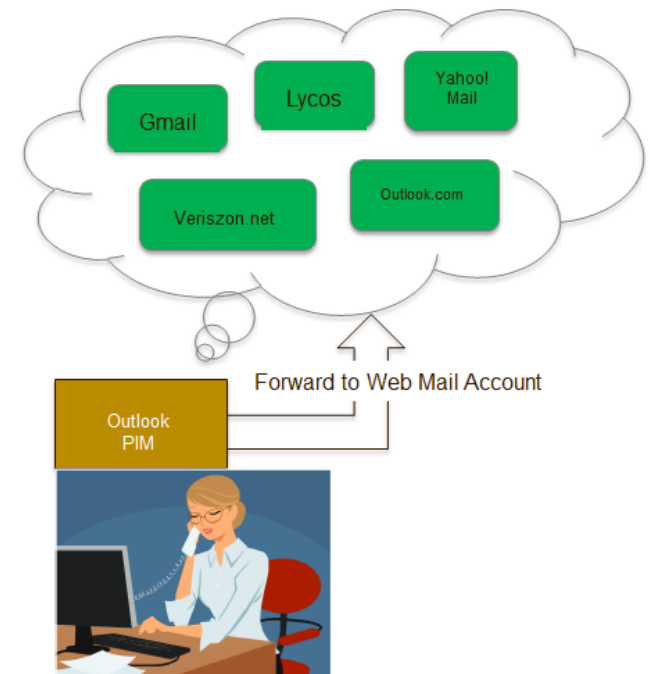 Gmail
Lycos
Yahoo!
Mail
Veriszon.net
Outlook.com
Forward to Web Mail Account
Outlook
PIM